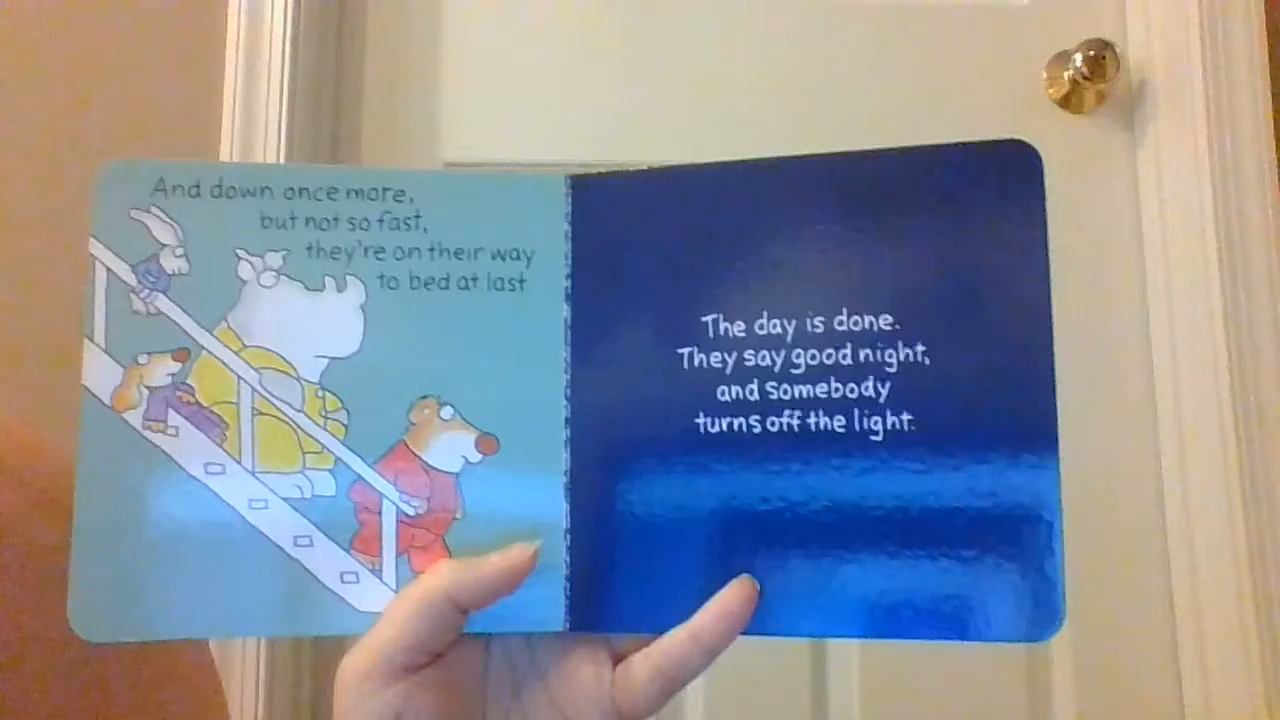 And down once more,
but not so fast,
they're on their way
to bed at last
The day is done.
They say good night,
and somebody
turns off the light.